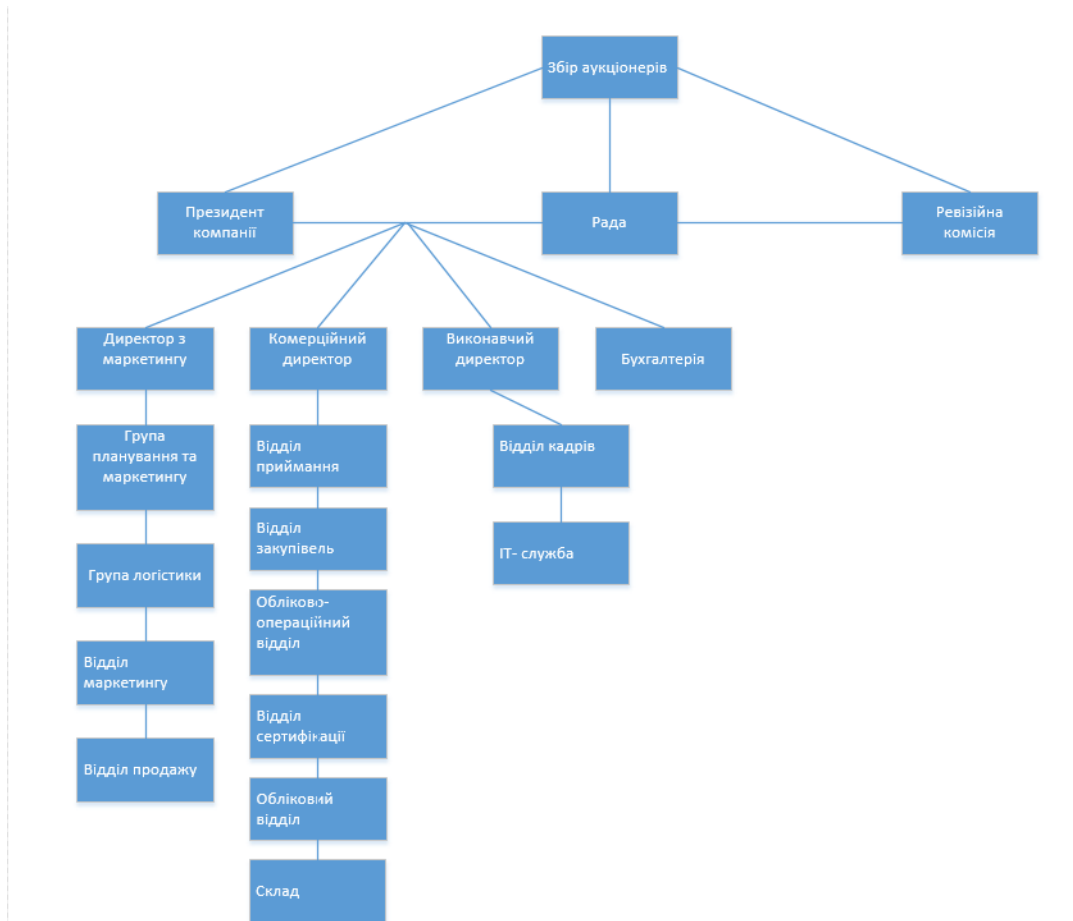 Збір аукціонерів
Президент
компанії
Рада
Ревізійна
комісія
Директор з
маркетингу
Комерційний
директор
Виконавчий
директор
Бухгалтерія
Група
планування та
маркетингу
Відділ
приймання
Відділ кадрів
Відділ
закупівель
Група логістики
ІТ- служба
Обліково-
операційний
відділ
Відділ
маркетингу
Відділ
сертифікації
Відділ продажу
Обліковий
відділ
Склад